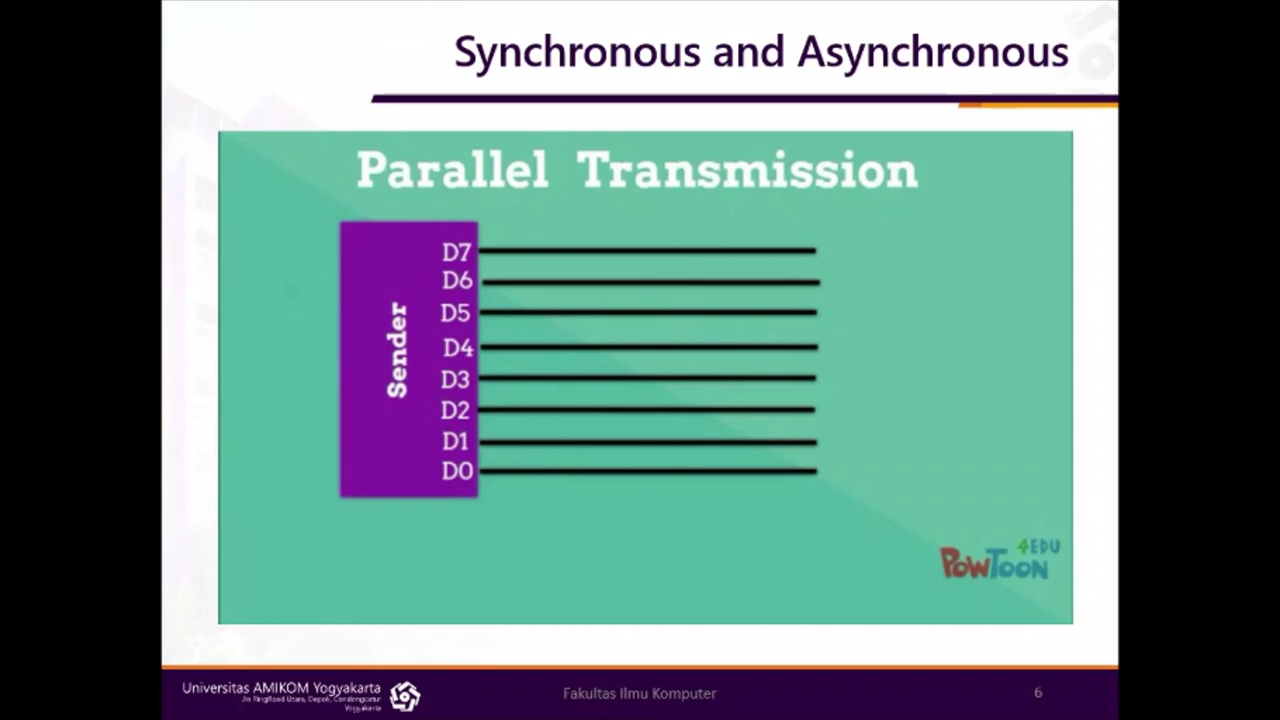 Synchronous and Asynchronous
Parallel Transmission
Sender
D7
D6
D5
D4
D3
D2
D1
D0
4EDU
POWTOON
Universitas AMIKOM Yogyakarta
Yogyakarta
Fakultas Ilmu Komputer
6